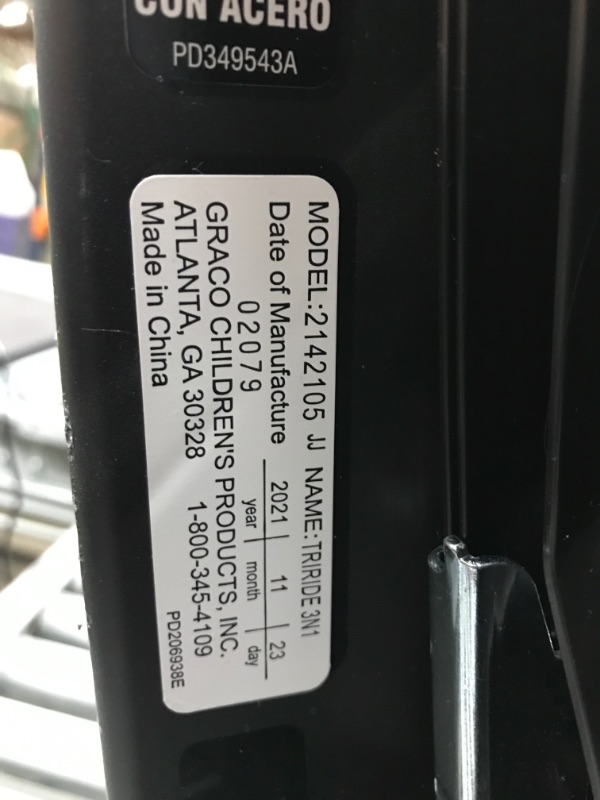 CON ACERO
PD349543A
MODEL:2142105 JJ NAME:TRIRIDE 3N1
Date of Manufacture 2021 | 11 | 23
02079 year | month | day
GRACO CHILDREN'S PRODUCTS, INC.
ATLANTA, GA 30328 1-800-345-4109
Made in China PD206938E